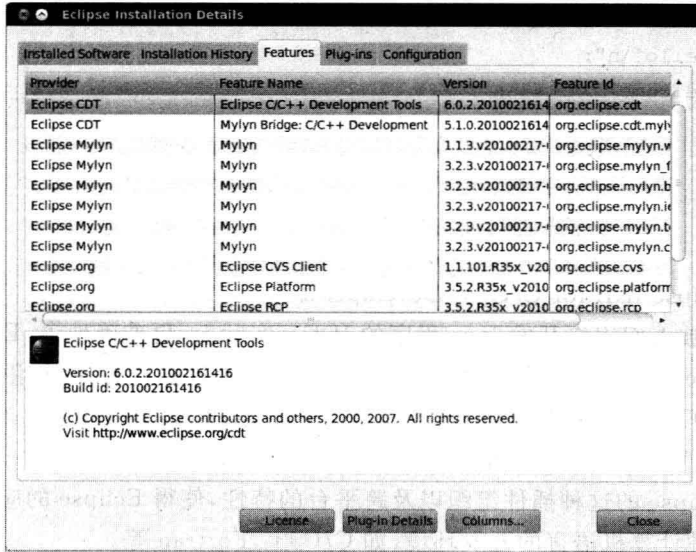 Eclipse Installation Details
Installed Software Installation History Features Plug-ins Configuration
Provider Feature Name Version Feature Id
Eclipse CDT Eclipse C/C++ Development Tools 6.0.2.2010021614 org.eclipse.cdt
Eclipse CDT Mylyn Bridge: C/C++ Development 5.1.0.2010021614 org.eclipse.cdt.myly
Eclipse Mylyn Mylyn 1.1.3.v20100217- org.eclipse.mylyn.w
Eclipse Mylyn Mylyn 3.2.3.v20100217- org.eclipse.mylyn_f
Eclipse Mylyn Mylyn 3.2.3.v20100217- org.eclipse.mylyn.b
Eclipse Mylyn Mylyn 3.2.3.v20100217- org.eclipse.mylyn.ie
Eclipse Mylyn Mylyn 3.2.3.v20100217- org.eclipse.mylyn.t
Eclipse Mylyn Mylyn 3.2.3.v20100217- org.eclipse.mylyn.c
Eclipse.org Eclipse CVS Client 1.1.101.R35x_v20 org.eclipse.cvs
Eclipse.org Eclipse Platform 3.5.2.R35x_v2010 org.eclipse.platform
Eclipse.org Eclipse RCP 3.5.2.R35x_v2010 org.eclipse.rcp
Eclipse C/C++ Development Tools
Version: 6.0.2.201002161416
Build id: 201002161416
(c) Copyright Eclipse contributors and others, 2000, 2007. All rights reserved.
Visit http://www.eclipse.org/cdt
License Plug-in Details Columns... Close